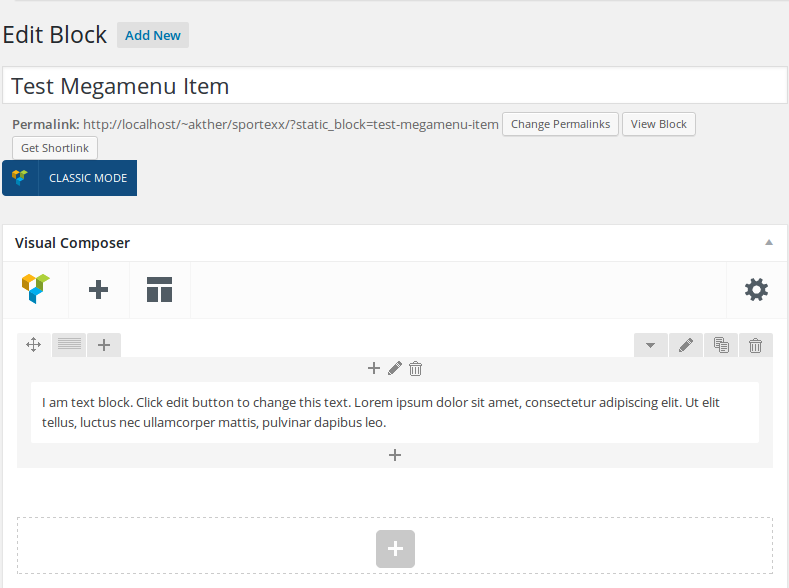 Edit Block Add New
Test Megamenu Item
Permalink: http://localhost/~akther/sportexx/?static_block=test-megamenu-item Change Permalinks View Block
Get Shortlink
CLASSIC MODE
Visual Composer
I am text block. Click edit button to change this text. Lorem ipsum dolor sit amet, consectetur adipiscing elit. Ut elit
tellus, luctus nec ullamcorper mattis, pulvinar dapibus leo.